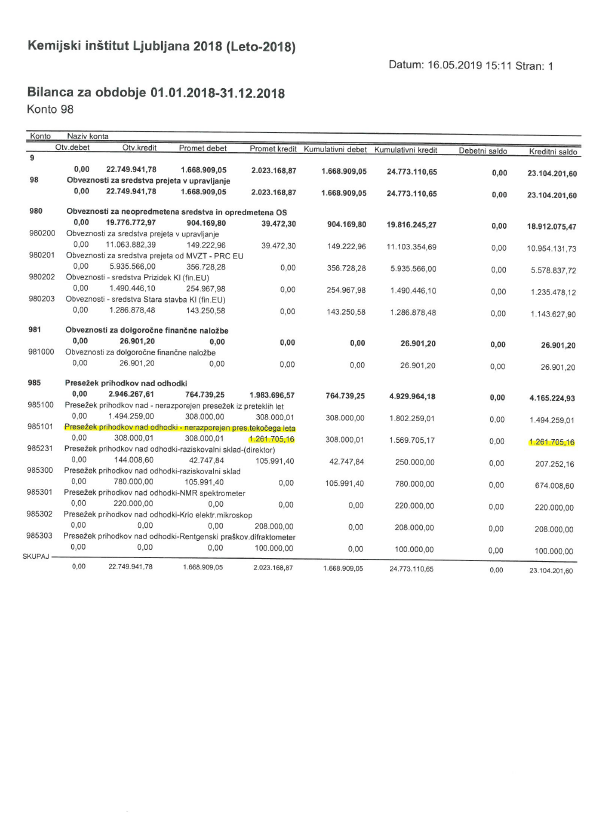 Kemijski inštitut Ljubljana 2018 (Leto-2018)
Datum: 16.05.2019 15:11 Stran: 1
Bilanca za obdobje 01.01.2018-31.12.2018
Konto 98
Konto Naziv konta
Otv.debet Otv.kredit Promet debet Promet kredit Kumulativni debet Kumulativni kredit Debetni saldo Kreditni saldo
9
0,00 22.749.941,78 1.668.909,05 2.023.168,87 1.668.909,05 24.773.110,65 0,00 23.104.201,60
98 Obveznosti za sredstva prejeta v upravljanje
0,00 22.749.941,78 1.668.909,05 2.023.168,87 1.668.909,05 24.773.110,65 0,00 23.104.201,60
980 Obveznosti za neopredmetena sredstva in opredmetena OS
0,00 19.776.772,97 904.169,80 39.472,30 904.169,80 19.816.245,27 0,00 18.912.075,47
980200 Obveznosti za sredstva prejeta v upravljanje
0,00 11.063.882,39 149.222,96 39.472,30 149.222,96 11.103.354,69 0,00 10.954.131,73
980201 Obveznosti za sredstva prejeta od MVZT - PRC EU
0,00 5.935.566,00 356.728,28 0,00 356.728,28 5.935.566,00 0,00 5.578.837,72
980202 Obveznosti - sredstva Prizidek KI (fin.EU)
0,00 1.490.446,10 254.967,98 0,00 254.967,98 1.490.446,10 0,00 1.235.478,12
980203 Obveznosti - sredstva Stara stavba KI (fin.EU)
0,00 1.286.878,48 143.250,58 0,00 143.250,58 1.286.878,48 0,00 1.143.627,90
981 Obveznosti za dolgoročne finančne naložbe
0,00 26.901,20 0,00 0,00 0,00 26.901,20 0,00 26.901,20
981000 Obveznosti za dolgoročne finančne naložbe
0,00 26.901,20 0,00 0,00 0,00 26.901,20 0,00 26.901,20
985 Presežek prihodkov nad odhodki
0,00 2.946.267,61 764.739,25 1.983.696,57 764.739,25 4.929.964,18 0,00 4.165.224,93
985100 Presežek prihodkov nad - nerazporejen presežek iz preteklih let
0,00 1.494.259,00 308.000,00 308.000,01 308.000,00 1.802.259,01 0,00 1.494.259,01
985101 Presežek prihodkov nad odhodki - nerazporejen pres.tekočega leta
0,00 308.000,01 308.000,01 1.261.705,16 308.000,01 1.569.705,17 0,00 1.261.705,16
985231 Presežek prihodkov nad odhodki-raziskovalni sklad-(direktor)
0,00 144.008,60 42.747,84 105.991,40 42.747,84 250.000,00 0,00 207.252,16
985300 Presežek prihodkov nad odhodki-raziskovalni sklad
0,00 780.000,00 105.991,40 0,00 105.991,40 780.000,00 0,00 674.008,60
985301 Presežek prihodkov nad odhodki-NMR spektrometer
0,00 220.000,00 0,00 0,00 0,00 220.000,00 0,00 220.000,00
985302 Presežek prihodkov nad odhodki-Krio elektr.mikroskop
0,00 0,00 0,00 208.000,00 0,00 208.000,00 0,00 208.000,00
985303 Presežek prihodkov nad odhodki-Rentgenski praškov.difraktometer
0,00 0,00 0,00 100.000,00 0,00 100.000,00 0,00 100.000,00
SKUPAJ
0,00 22.749.941,78 1.668.909,05 2.023.168,87 1.668.909,05 24.773.110,65 0,00 23.104.201,60